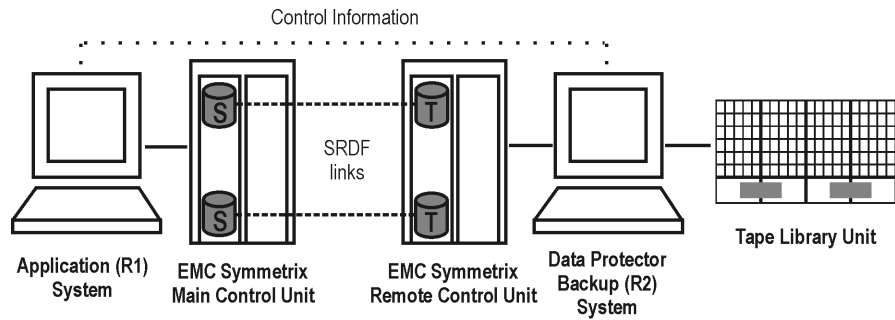 Control Information
S
T
SRDF
links
S
T
Application (R1)
System
EMC Symmetrix
Main Control Unit
EMC Symmetrix
Remote Control Unit
Data Protector
Backup (R2)
System
Tape Library Unit